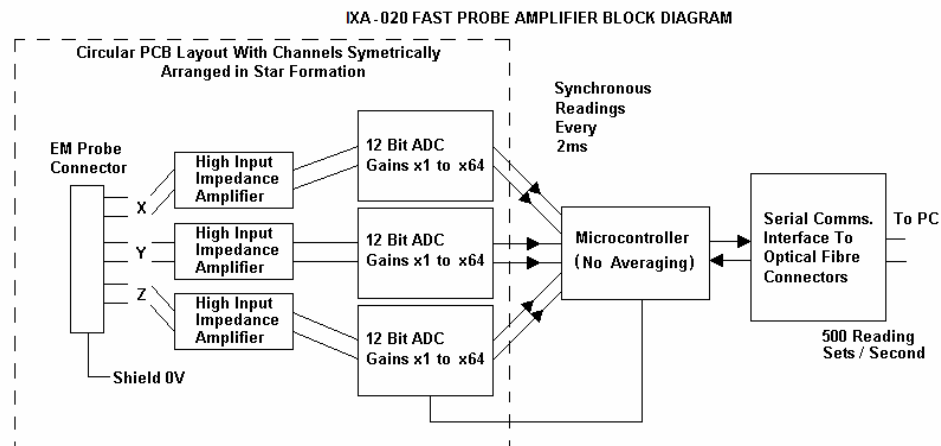 IXA-020 FAST PROBE AMPLIFIER BLOCK DIAGRAM
Circular PCB Layout With Channels Symetrically
Arranged in Star Formation
Synchronous
Readings
Every
2ms
EM Probe
Connector
X
Y
Z
Shield 0V
High Input
Impedance
Amplifier
High Input
Impedance
Amplifier
High Input
Impedance
Amplifier
12 Bit ADC
Gains x1 to x64
12 Bit ADC
Gains x1 to x64
12 Bit ADC
Gains x1 to x64
Microcontroller
(No Averaging)
Serial Comms.
Interface To
Optical Fibre
Connectors
To PC
500 Reading
Sets / Second